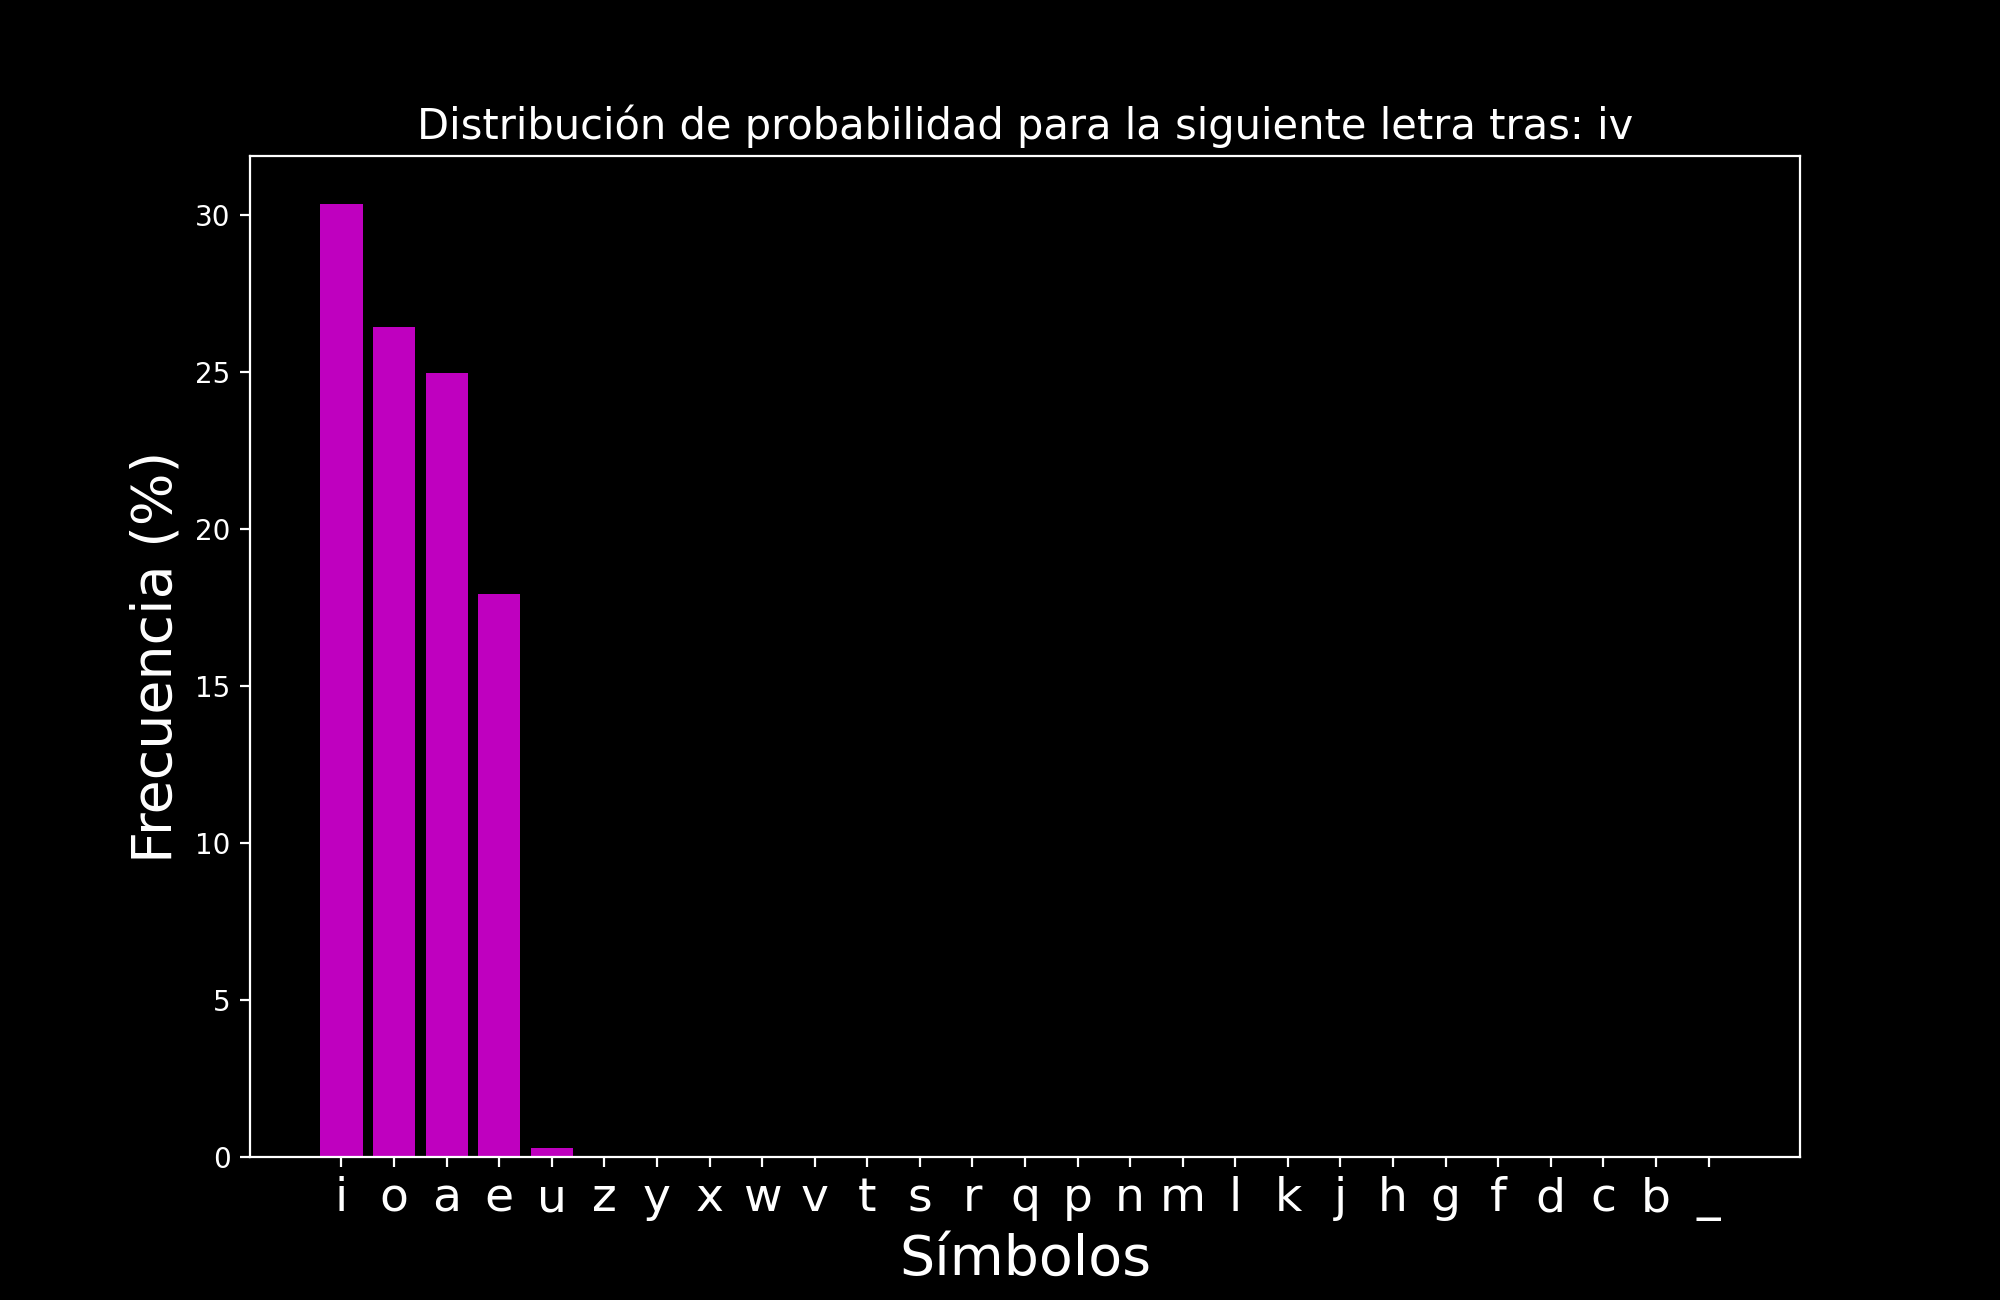 Distribución de probabilidad para la siguiente letra tras: iv
Frecuencia (%)
30
25
20
15
10
5
0
i o a e u z y x w v t s r q p n m l k j h g f d c b _
Símbolos